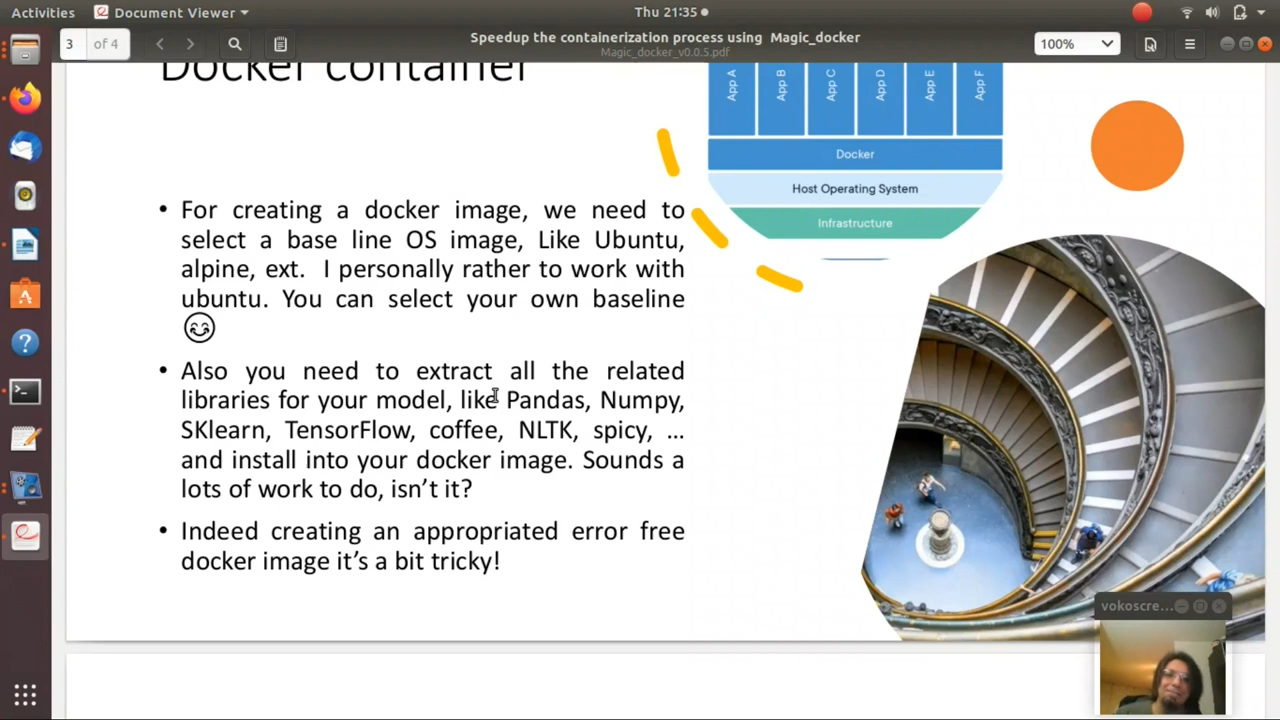 Activities Document Viewer Thu 21:35
3 of 4 Speedup the containerization process using Magic_docker 100%
Magic_docker_v0.0.5.pdf
Docker container
App A App B App C App D App E App F
Docker
Host Operating System
Infrastructure
• For creating a docker image, we need to
select a base line OS image, Like Ubuntu,
alpine, ext. I personally rather to work with
ubuntu. You can select your own baseline
😊
• Also you need to extract all the related
libraries for your model, like Pandas, Numpy,
SKlearn, TensorFlow, coffee, NLTK, spicy, ...
and install into your docker image. Sounds a
lots of work to do, isn’t it?
• Indeed creating an appropriated error free
docker image it’s a bit tricky!
vokoscre...